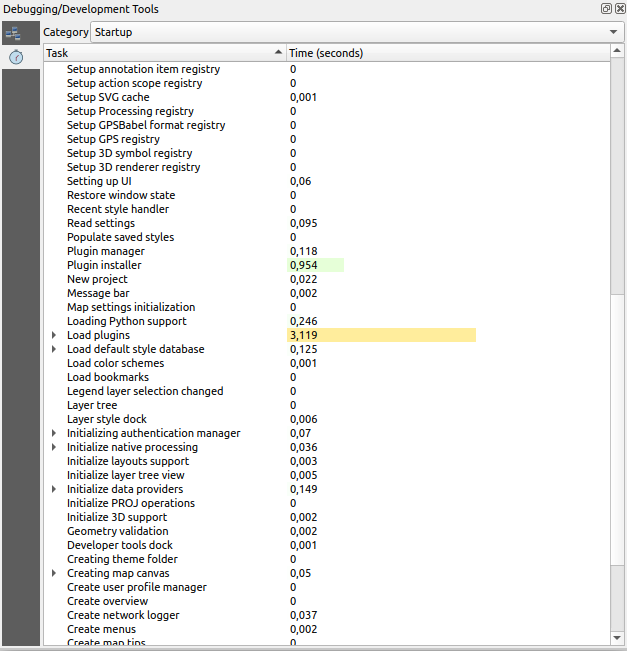 Debugging/Development Tools
Category Startup
Task Time (seconds)
Setup annotation item registry 0
Setup action scope registry 0
Setup SVG cache 0,001
Setup Processing registry 0
Setup GPSBabel format registry 0
Setup GPS registry 0
Setup 3D symbol registry 0
Setup 3D renderer registry 0
Setting up UI 0,06
Restore window state 0
Recent style handler 0
Read settings 0,095
Populate saved styles 0
Plugin manager 0,118
Plugin installer 0,954
New project 0,022
Message bar 0,002
Map settings initialization 0
Loading Python support 0,246
Load plugins 3,119
Load default style database 0,125
Load color schemes 0,001
Load bookmarks 0
Legend layer selection changed 0
Layer tree 0
Layer style dock 0,006
Initializing authentication manager 0,07
Initialize native processing 0,036
Initialize layouts support 0,003
Initialize layer tree view 0,005
Initialize data providers 0,149
Initialize PROJ operations 0
Initialize 3D support 0,002
Geometry validation 0,002
Developer tools dock 0,001
Creating theme folder 0
Creating map canvas 0,05
Create user profile manager 0
Create overview 0
Create network logger 0,037
Create menus 0,002
Create map tips 0